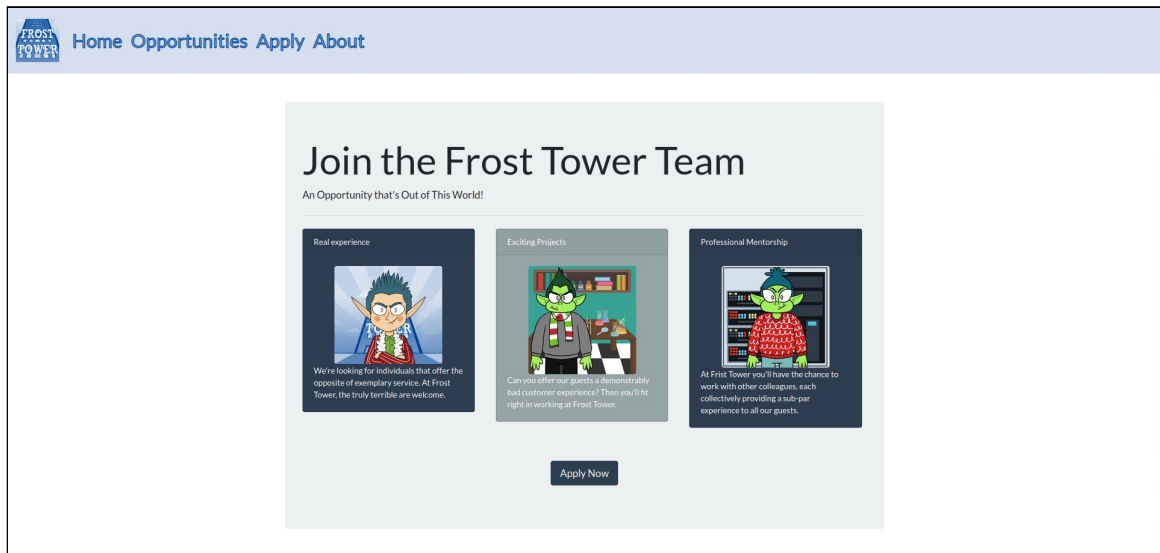 FROST
TOWER
Home Opportunities Apply About
Join the Frost Tower Team
An Opportunity that's Out of This World!
Real experience
TOWER
We're looking for individuals that offer the
opposite of exemplary service. At Frost
Tower, the truly terrible are welcome.
Exciting Projects
Can you offer our guests a demonstrably
bad customer experience? Then you'll fit
right in working at Frost Tower.
Professional Mentorship
At Frist Tower you'll have the chance to
work with other colleagues, each
collectively providing a sub-par
experience to all our guests.
Apply Now